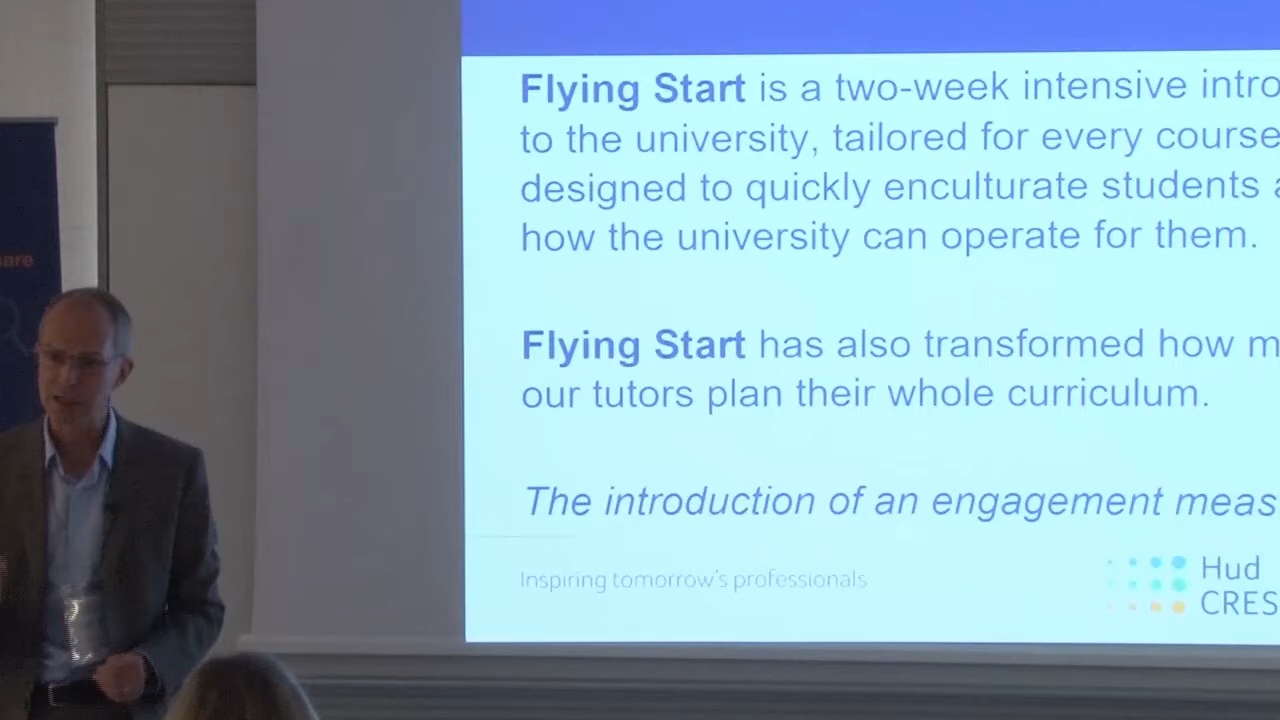 Flying Start is a two-week intensive intro
to the university, tailored for every course
designed to quickly enculturate students a
how the university can operate for them.
Flying Start has also transformed how m
our tutors plan their whole curriculum.
The introduction of an engagement meas
Inspiring tomorrow's professionals
Hud
CRES
are